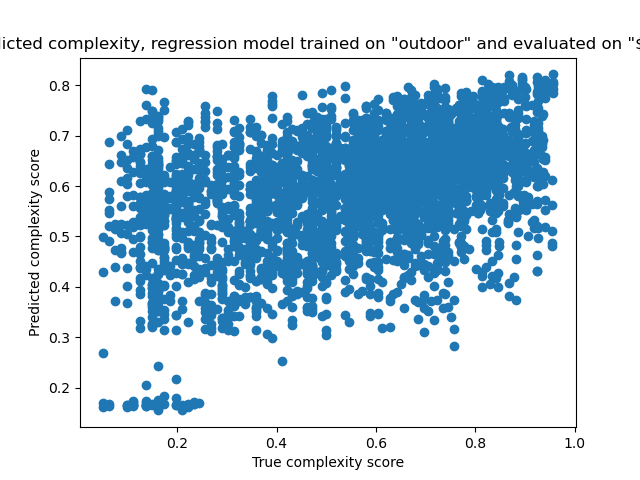 complexity, regression model trained on "outdoor" and evaluated on
0.8
0.7
0.6
0.5
0.4
0.3
0.2
Predicted complexity score
0.2 0.4 0.6 0.8 1.0
True complexity score